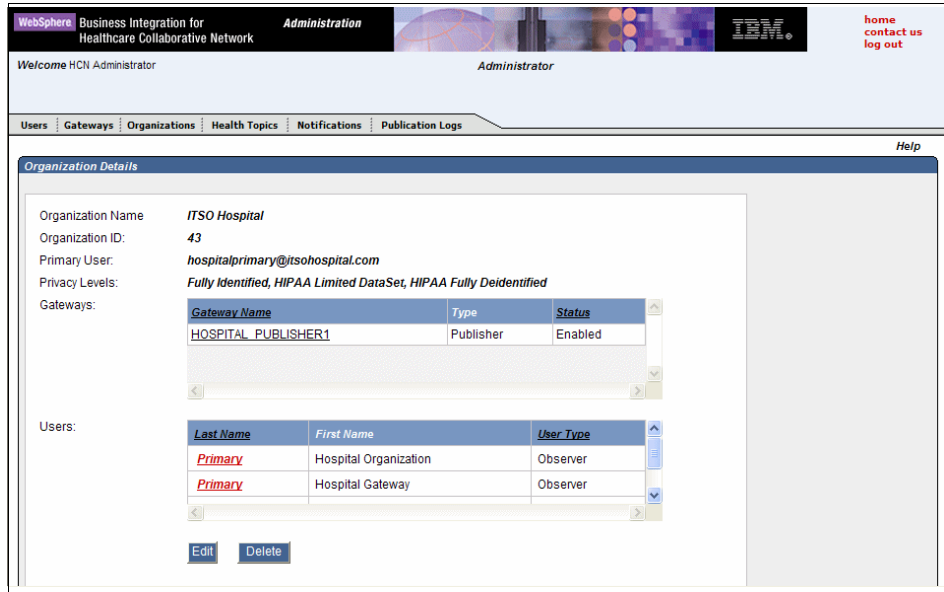 WebSphere Business Integration for Administration IBM. home
Healthcare Collaborative Network contact us
log out
Welcome HCN Administrator Administrator
Users Gateways Organizations Health Topics Notifications Publication Logs
Help
Organization Details
Organization Name ITSO Hospital
Organization ID: 43
Primary User: hospitalprimary@itsohospital.com
Privacy Levels: Fully Identified, HIPAA Limited DataSet, HIPAA Fully Deidentified
Gateways: Gateway Name Type Status
HOSPITAL_PUBLISHER1 Publisher Enabled
Users: Last Name First Name User Type
Primary Hospital Organization Observer
Primary Hospital Gateway Observer
Edit Delete